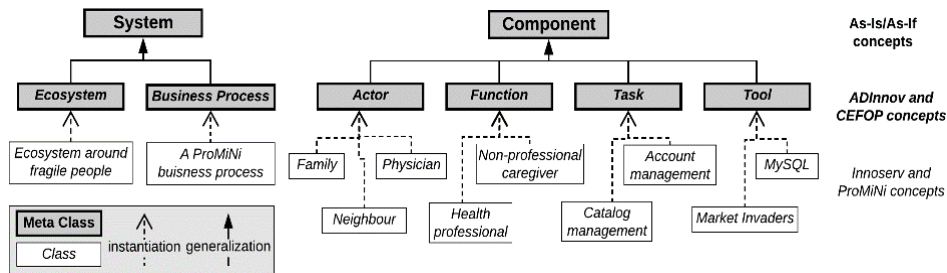 System
Component
As-Is/As-If
concepts
Ecosystem
Business Process
Actor
Function
Task
Tool
ADInnov and
CEFOP concepts
Ecosystem around
fragile people
A ProMiNi
buisness process
Family
Physician
Non-professional
caregiver
Account
management
MySQL
Innoserv and
ProMiNi concepts
Neighbour
Health
professional
Catalog
management
Market Invaders
Meta Class
Class
instantiation
generalization